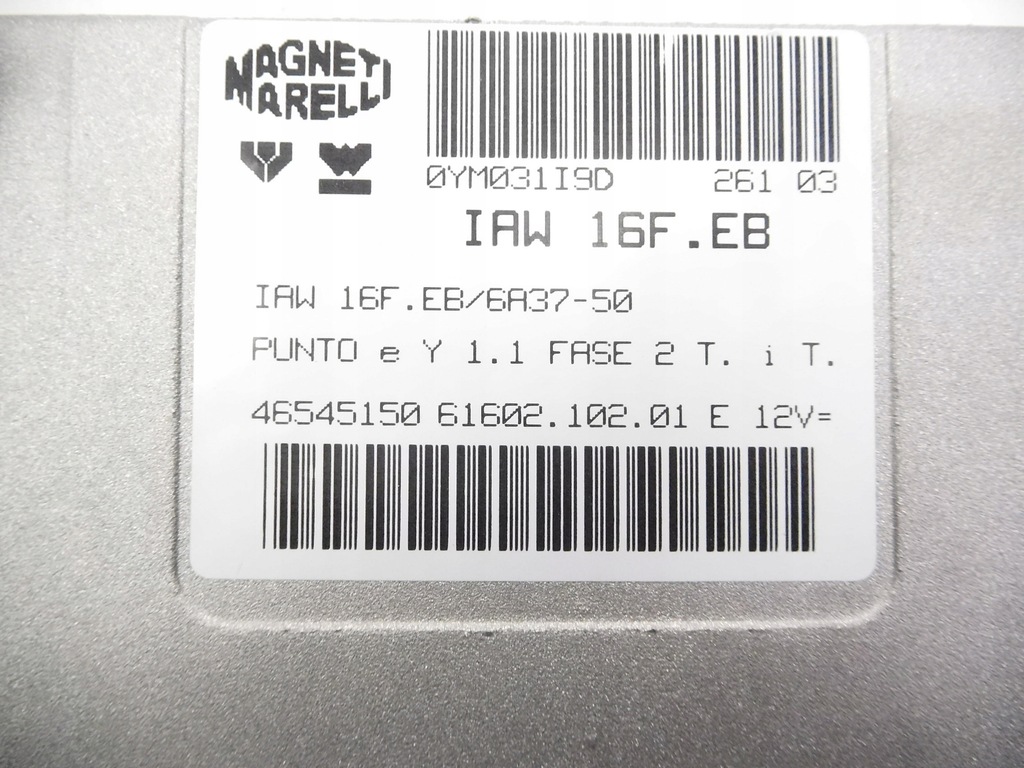 MAGNETI
MARELLI
0YM031I9D 261 03
IAW 16F.EB
IAW 16F.EB/6A37-50
PUNTO e Y 1.1 FASE 2 T. i T.
46545150 61602.102.01 E 12V=